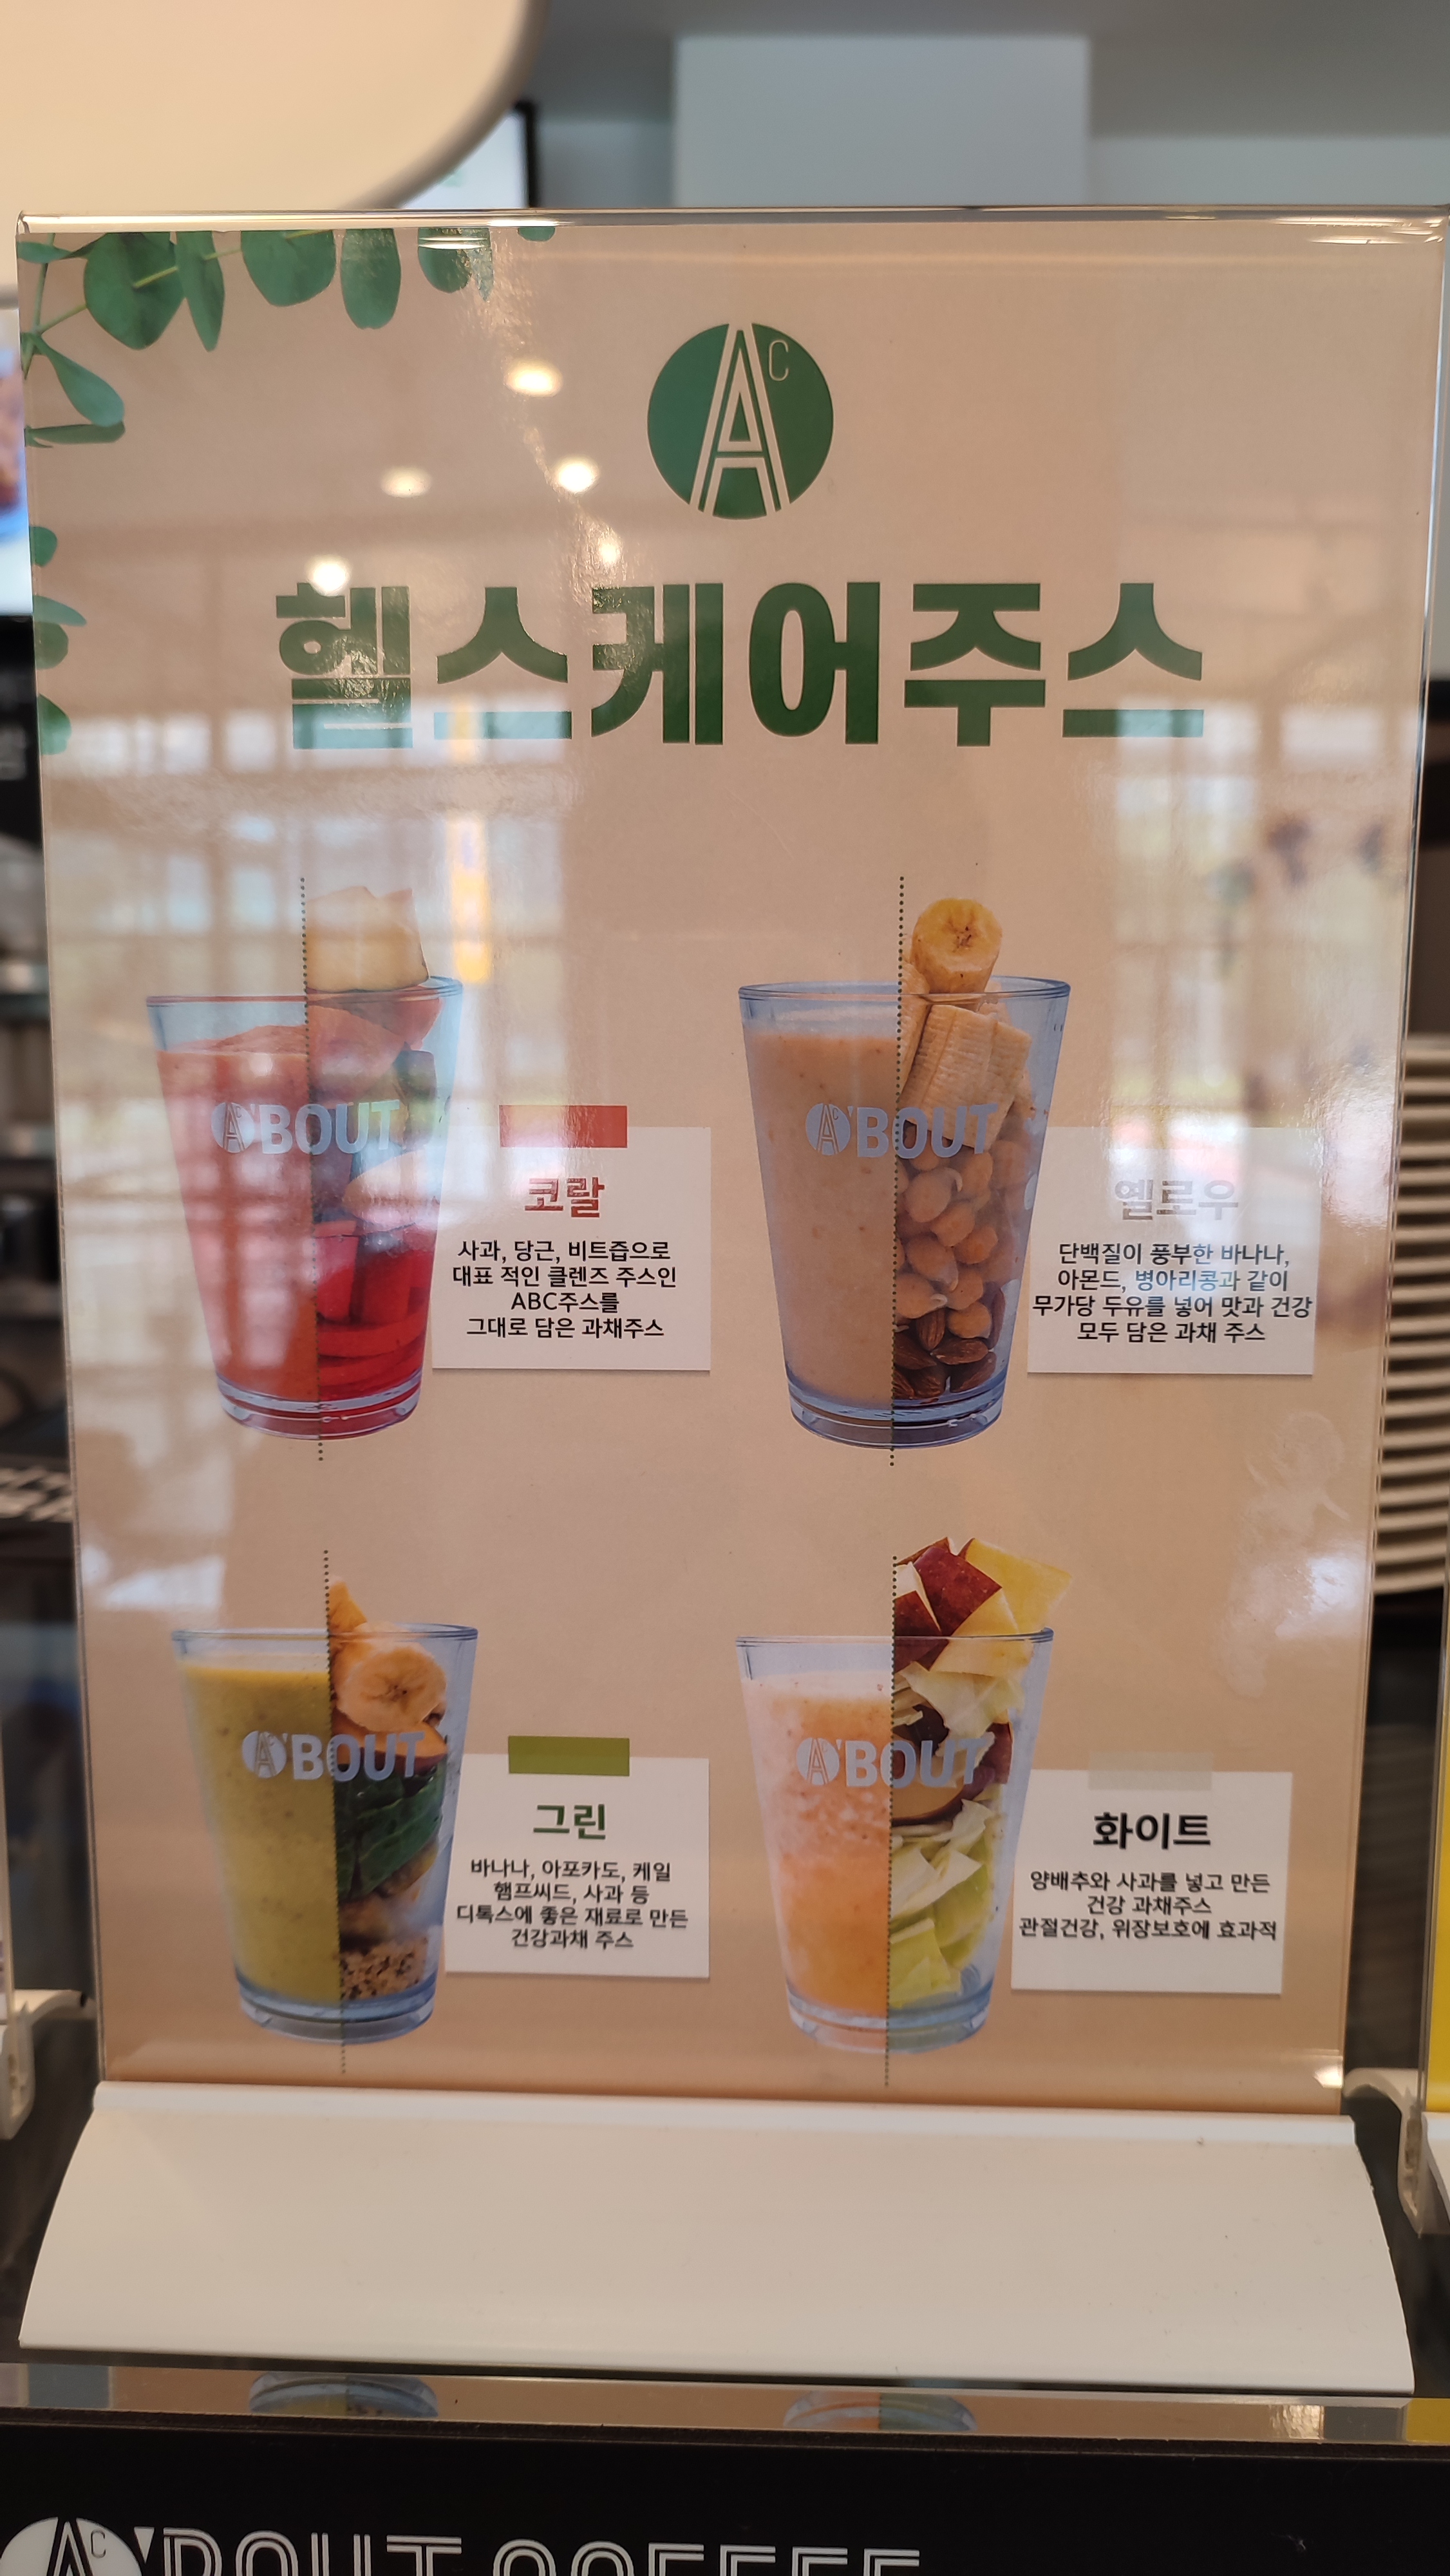 AC
헬스케어주스
A'BOUT
코랄
사과, 당근, 비트즙으로
대표 적인 클렌즈 주스인
ABC주스를
그대로 담은 과채주스
A'BOUT
옐로우
단백질이 풍부한 바나나,
아몬드, 병아리콩과 같이
무가당 두유를 넣어 맛과 건강
모두 담은 과채 주스
A'BOUT
그린
바나나, 아포카도, 케일
햄프씨드, 사과 등
디톡스에 좋은 재료로 만든
건강과채 주스
A'BOUT
화이트
양배추와 사과를 넣고 만든
건강 과채주스
관절건강, 위장보호에 효과적
A'BOUT COFFEE